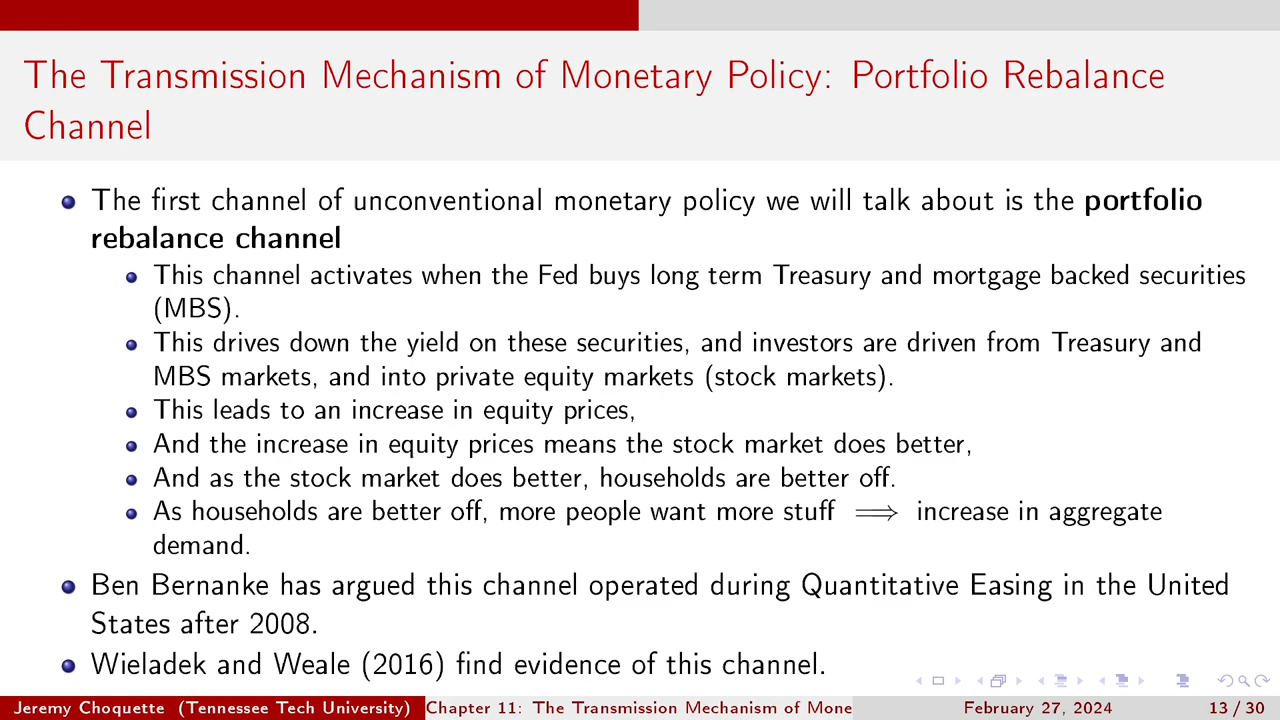 The Transmission Mechanism of Monetary Policy: Portfolio Rebalance
Channel
The first channel of unconventional monetary policy we will talk about is the portfolio
rebalance channel
This channel activates when the Fed buys long term Treasury and mortgage backed securities
(MBS).
This drives down the yield on these securities, and investors are driven from Treasury and
MBS markets, and into private equity markets (stock markets).
This leads to an increase in equity prices,
And the increase in equity prices means the stock market does better,
And as the stock market does better, households are better off.
As households are better off, more people want more stuff ⟹ increase in aggregate
demand.
Ben Bernanke has argued this channel operated during Quantitative Easing in the United
States after 2008.
Wieladek and Weale (2016) find evidence of this channel.
Jeremy Choquette (Tennessee Tech University) Chapter 11: The Transmission Mechanism of Mone February 27, 2024 13 / 30